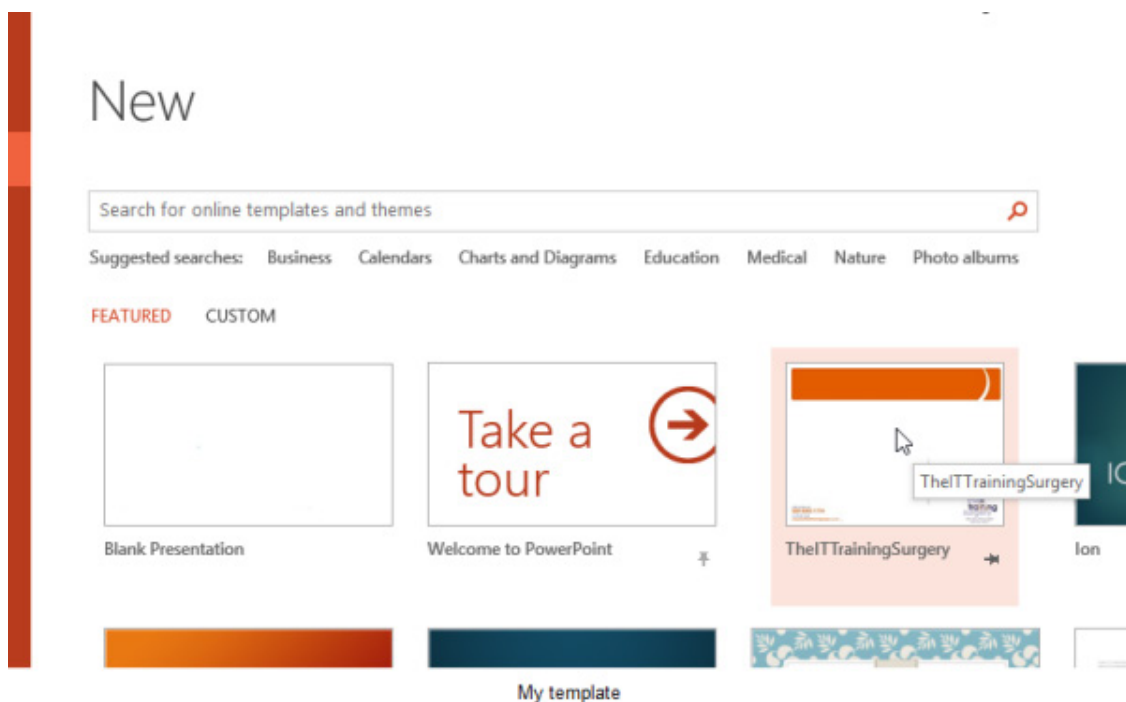 New
Search for online templates and themes
Suggested searches: Business Calendars Charts and Diagrams Education Medical Nature Photo albums
FEATURED CUSTOM
Take a
tour
TheITTrainingSurgery
training
Blank Presentation Welcome to PowerPoint TheITTrainingSurgery Ion
My template